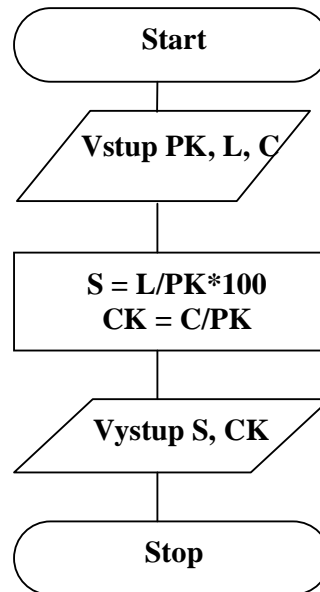 Start
Vstup PK, L, C
S = L/PK*100
CK = C/PK
Vystup S, CK
Stop